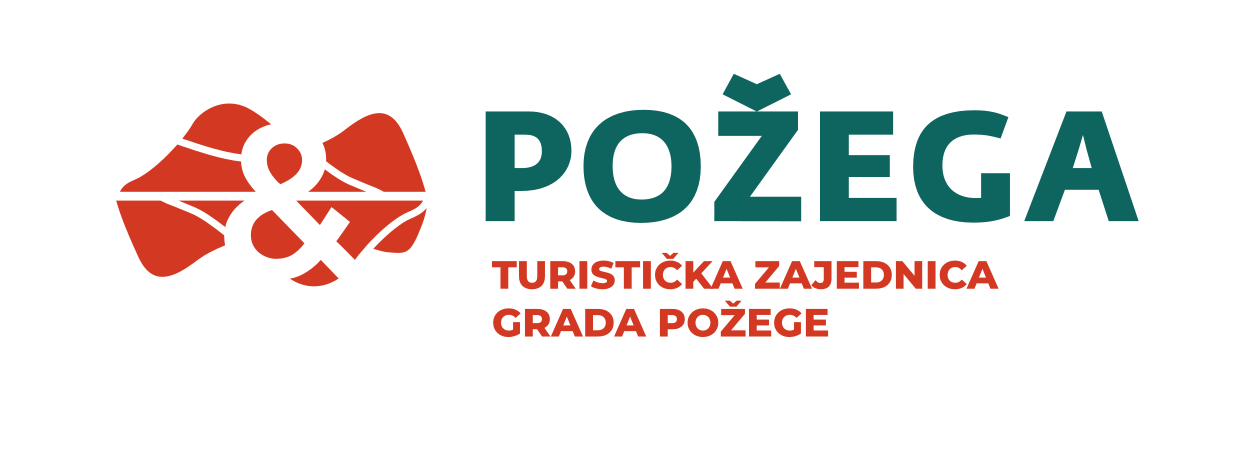 &
POŽEGA
TURISTIČKA ZAJEDNICA
GRADA POŽEGE